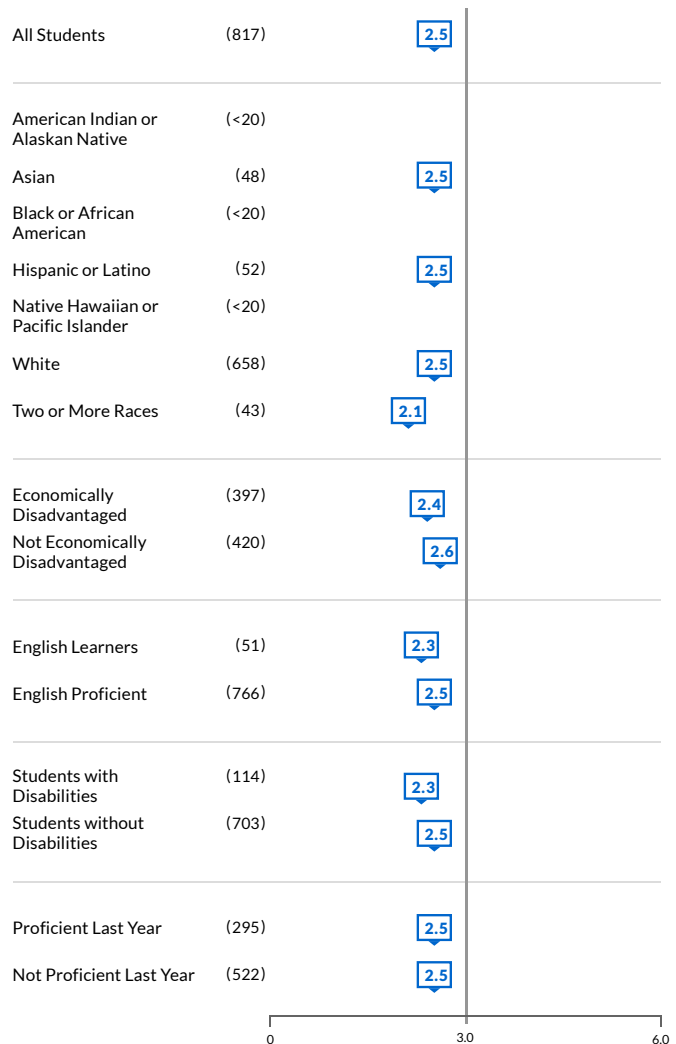 All Students (817) 2.5
American Indian or (<20)
Alaskan Native
Asian (48) 2.5
Black or African (<20)
American
Hispanic or Latino (52) 2.5
Native Hawaiian or (<20)
Pacific Islander
White (658) 2.5
Two or More Races (43) 2.1
Economically (397) 2.4
Disadvantaged
Not Economically (420) 2.6
Disadvantaged
English Learners (51) 2.3
English Proficient (766) 2.5
Students with (114) 2.3
Disabilities
Students without (703) 2.5
Disabilities
Proficient Last Year (295) 2.5
Not Proficient Last Year (522) 2.5
0 3.0 6.0